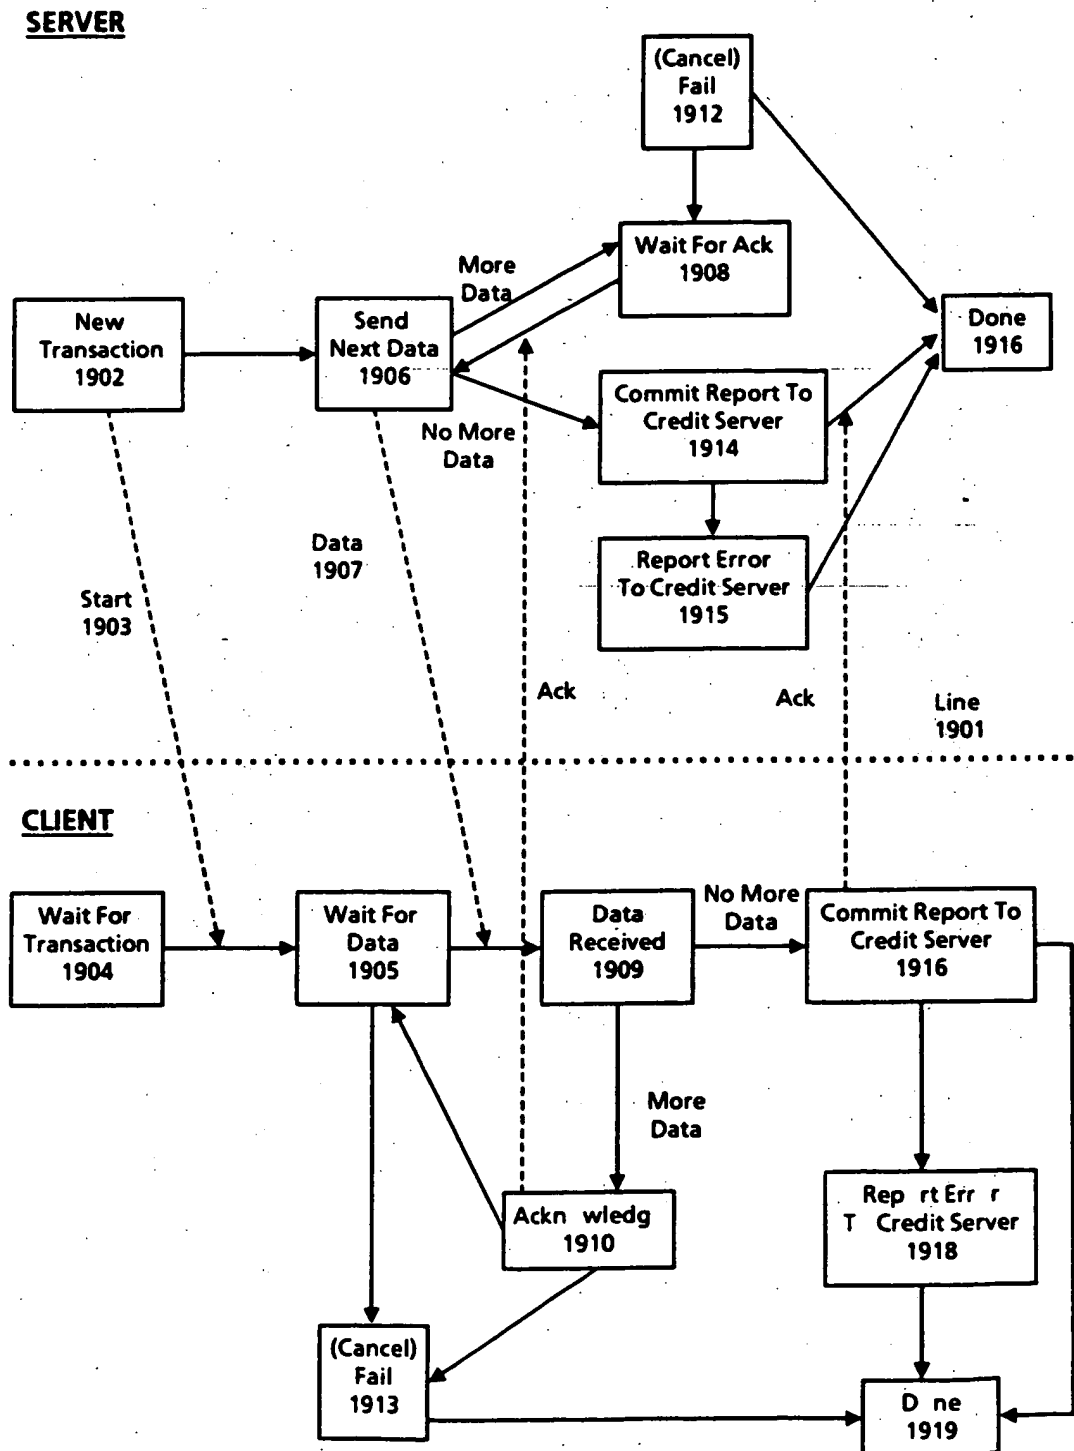 SERVER
(Cancel)
Fail
1912
Wait For Ack
1908
More
Data
New
Transaction
1902
Send
Next Data
1906
Done
1916
Commit Report To
Credit Server
1914
No More
Data
Report Error
To Credit Server
1915
Data
1907
Start
1903
Ack
Ack
Line
1901
CLIENT
Wait For
Transaction
1904
Wait For
Data
1905
Data
Received
1909
No More
Data
Commit Report To
Credit Server
1916
More
Data
Ackn wledg
1910
Rep rt Err r
T Credit Server
1918
(Cancel)
Fail
1913
D ne
1919